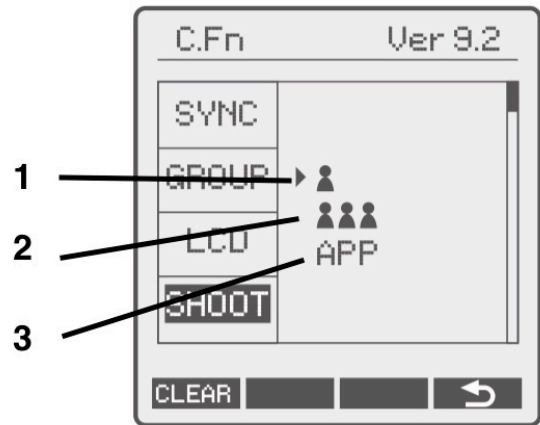 C.Fn Ver 9.2
SYNC
1 GROUP
2 LCD
APP
3 SHOOT
CLEAR